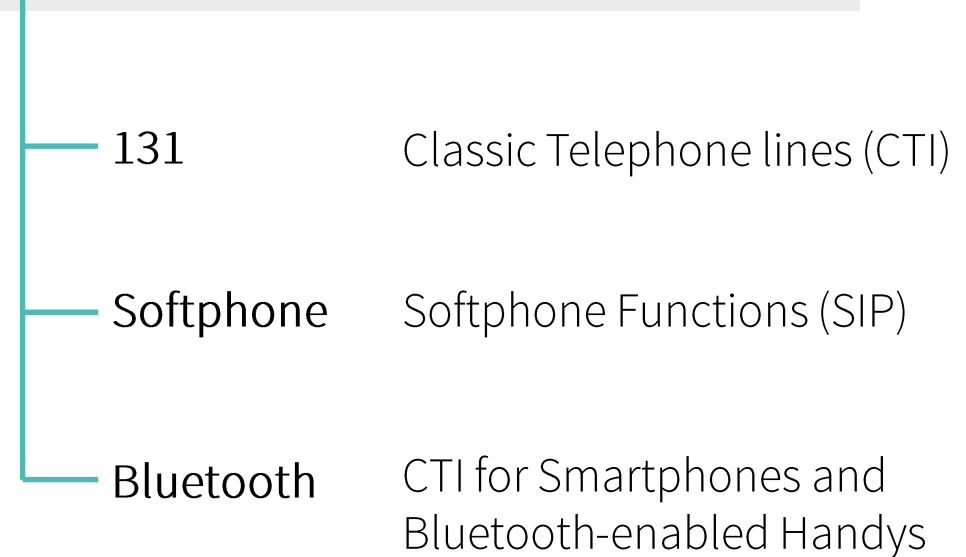 131 Classic Telephone lines (CTI)
Softphone Softphone Functions (SIP)
Bluetooth CTI for Smartphones and
Bluetooth-enabled Handys